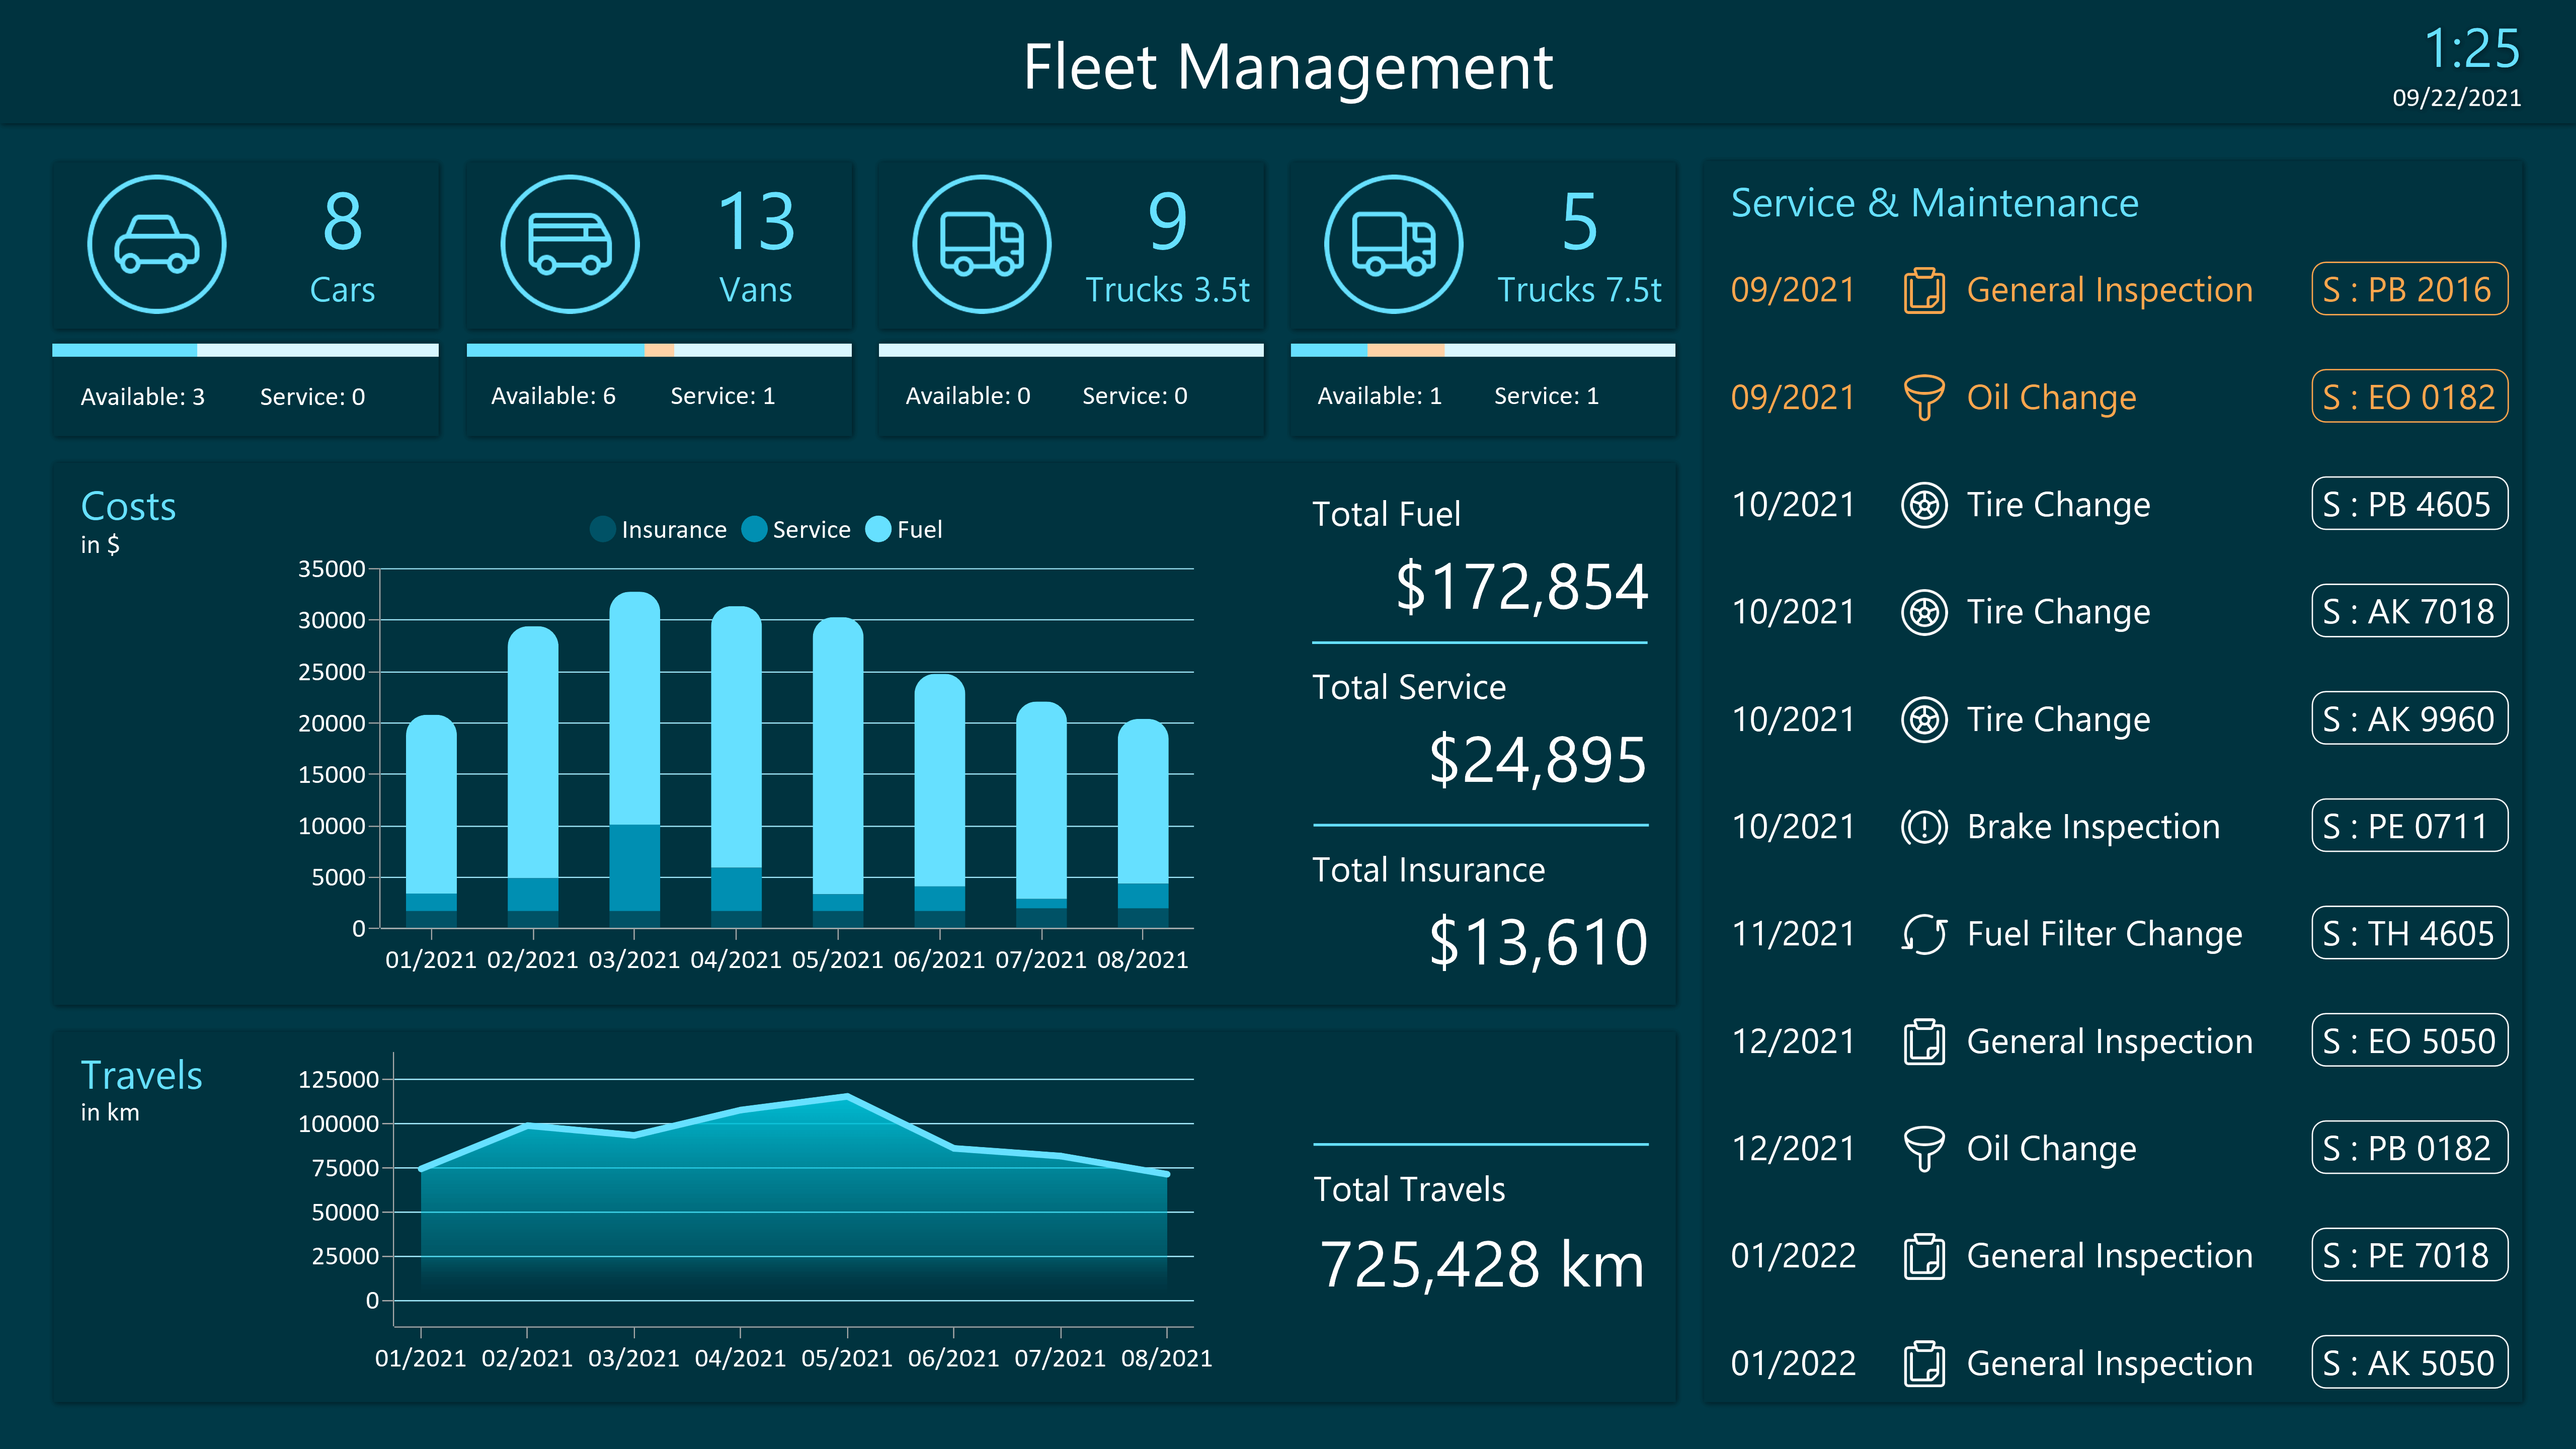 Fleet Management
1:25
09/22/2021
8
Cars
13
Vans
9
Trucks 3.5t
5
Trucks 7.5t
Available: 3 Service: 0
Available: 6 Service: 1
Available: 0 Service: 0
Available: 1 Service: 1
Costs
in $
Insurance Service Fuel
35000
30000
25000
20000
15000
10000
5000
0
01/2021 02/2021 03/2021 04/2021 05/2021 06/2021 07/2021 08/2021
Total Fuel
$172,854
Total Service
$24,895
Total Insurance
$13,610
Travels
in km
125000
100000
75000
50000
25000
0
01/2021 02/2021 03/2021 04/2021 05/2021 06/2021 07/2021 08/2021
Total Travels
725,428 km
Service & Maintenance
09/2021 General Inspection S : PB 2016
09/2021 Oil Change S : EO 0182
10/2021 Tire Change S : PB 4605
10/2021 Tire Change S : AK 7018
10/2021 Tire Change S : AK 9960
10/2021 Brake Inspection S : PE 0711
11/2021 Fuel Filter Change S : TH 4605
12/2021 General Inspection S : EO 5050
12/2021 Oil Change S : PB 0182
01/2022 General Inspection S : PE 7018
01/2022 General Inspection S : AK 5050